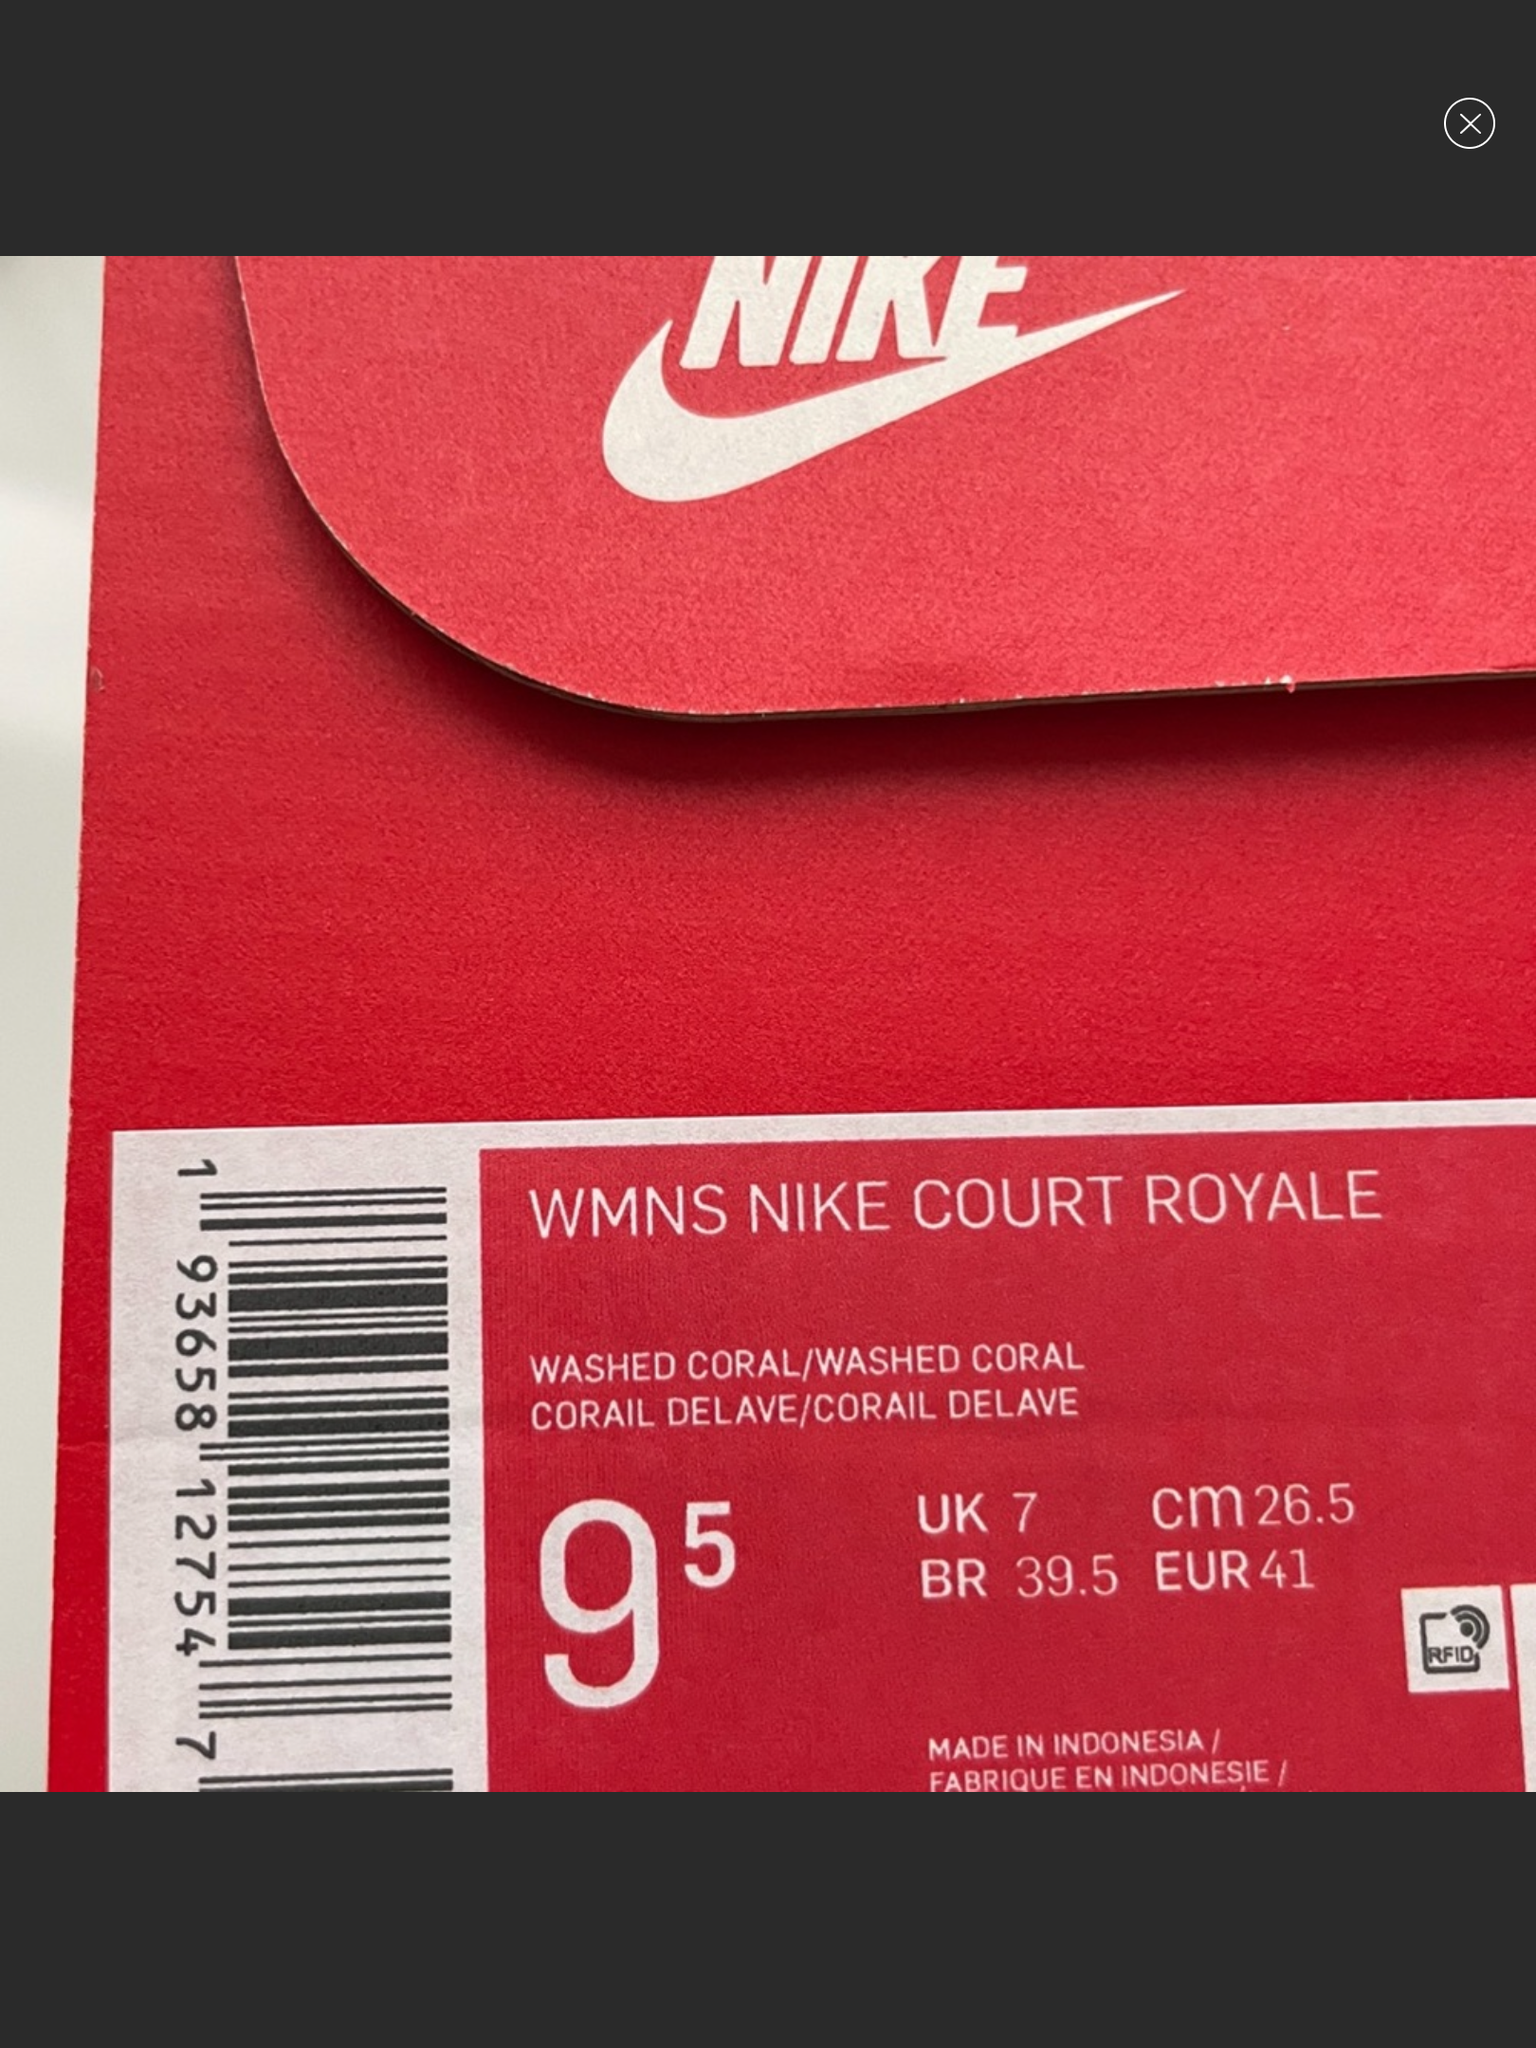 NIKE
WMNS NIKE COURT ROYALE
WASHED CORAL/WASHED CORAL
CORAIL DELAVE/CORAIL DELAVE
9 5
UK 7 cm 26.5
BR 39.5 EUR 41
RFID
MADE IN INDONESIA /
FABRIQUE EN INDONESIE /
1 93658 12754 7